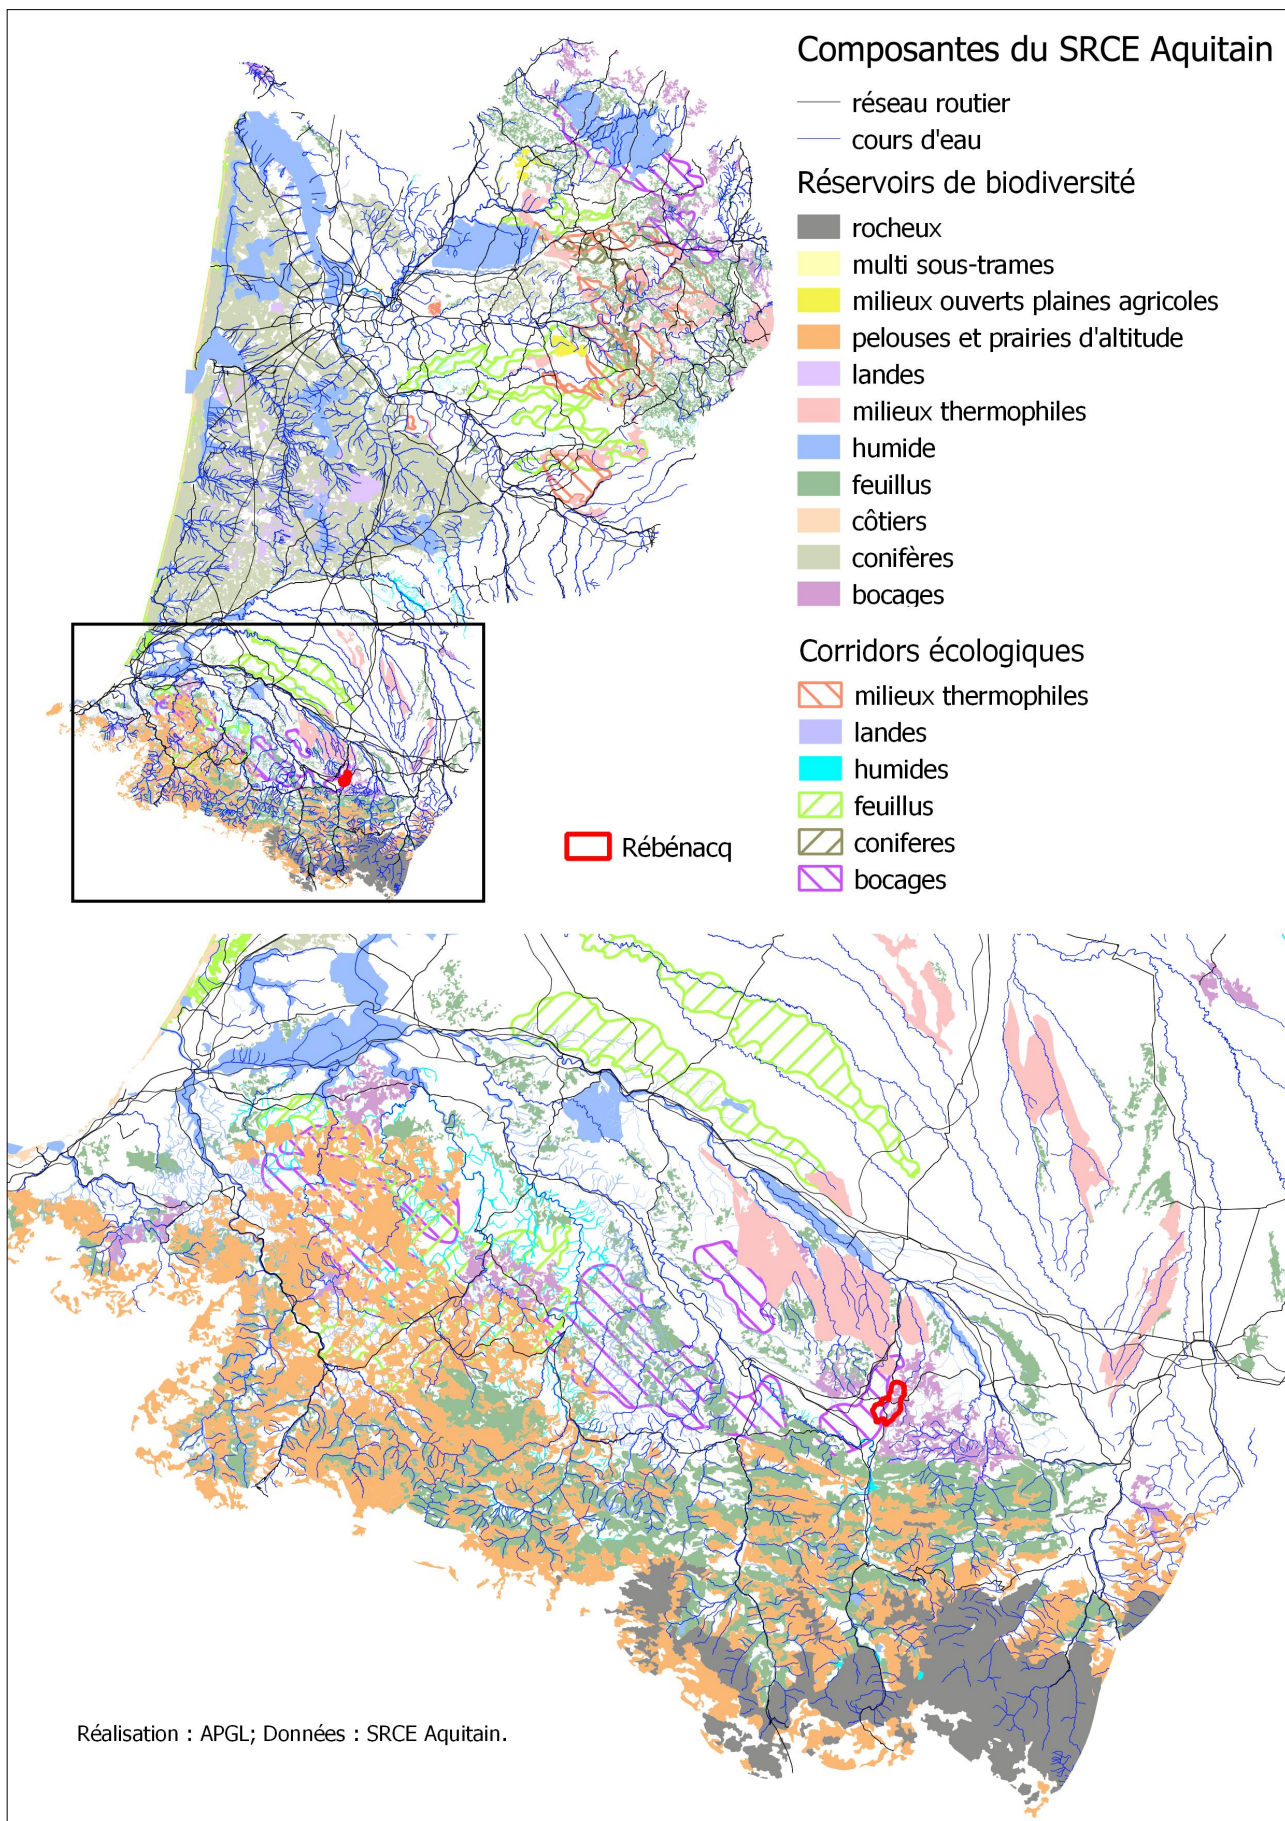 Composantes du SRCE Aquitain
réseau routier
cours d'eau
Réservoirs de biodiversité
rocheux
multi sous-trames
milieux ouverts plaines agricoles
pelouses et prairies d'altitude
landes
milieux thermophiles
humide
feuillus
côtiers
conifères
bocages
Corridors écologiques
milieux thermophiles
landes
humides
feuillus
coniferes
bocages
Rébénacq
Réalisation : APGL; Données : SRCE Aquitain.